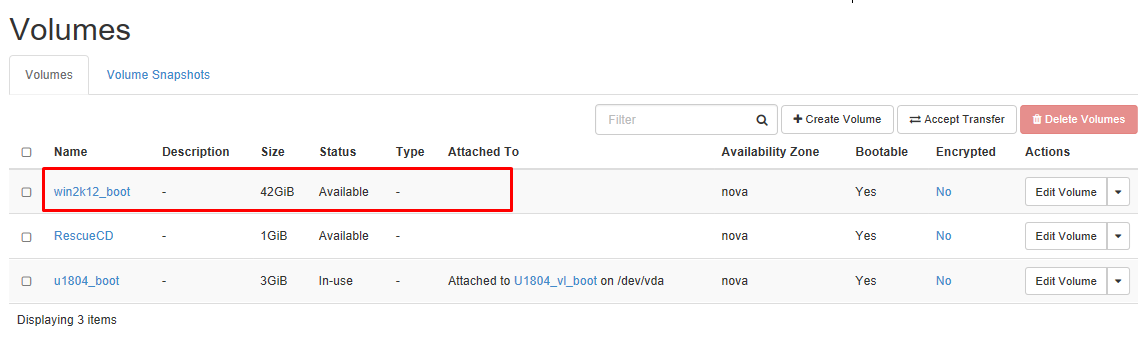 Volumes
Volumes Volume Snapshots
Filter Create Volume Accept Transfer Delete Volumes
Name Description Size Status Type Attached To Availability Zone Bootable Encrypted Actions
win2k12_boot - 42GiB Available - nova Yes No Edit Volume
RescueCD - 1GiB Available - nova Yes No Edit Volume
u1804_boot - 3GiB In-use - Attached to U1804_vl_boot on /dev/vda nova Yes No Edit Volume
Displaying 3 items